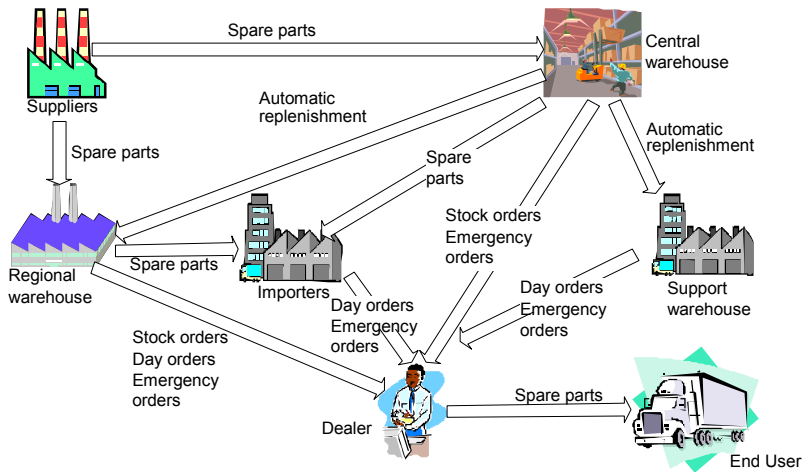 Spare parts
Central
warehouse
Suppliers
Automatic
replenishment
Automatic
replenishment
Spare parts
Spare
parts
Stock orders
Emergency
orders
Regional
warehouse
Spare parts
Importers
Day orders
Emergency
orders
Day orders
Emergency
orders
Support
warehouse
Stock orders
Day orders
Emergency
orders
Spare parts
Dealer
End User